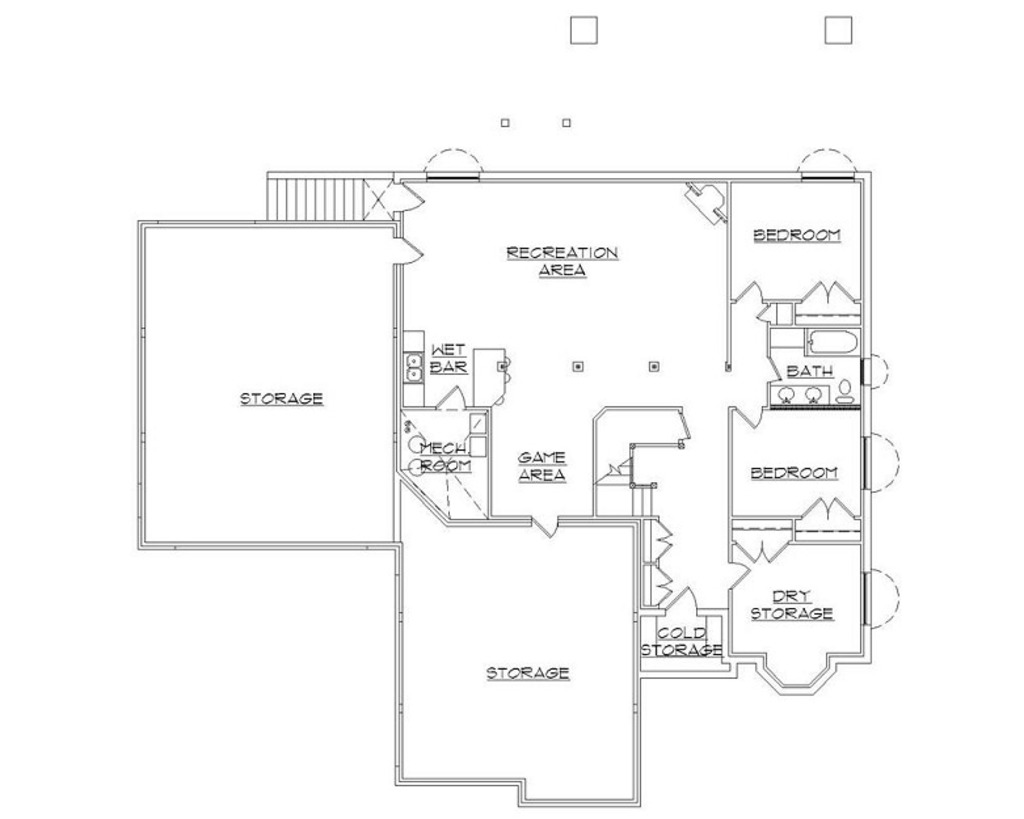 BEDROOM
RECREATION
AREA
WET
BAR
BATH
STORAGE
MECH.
ROOM
GAME
AREA
BEDROOM
DRY
STORAGE
COLD
STORAGE
STORAGE